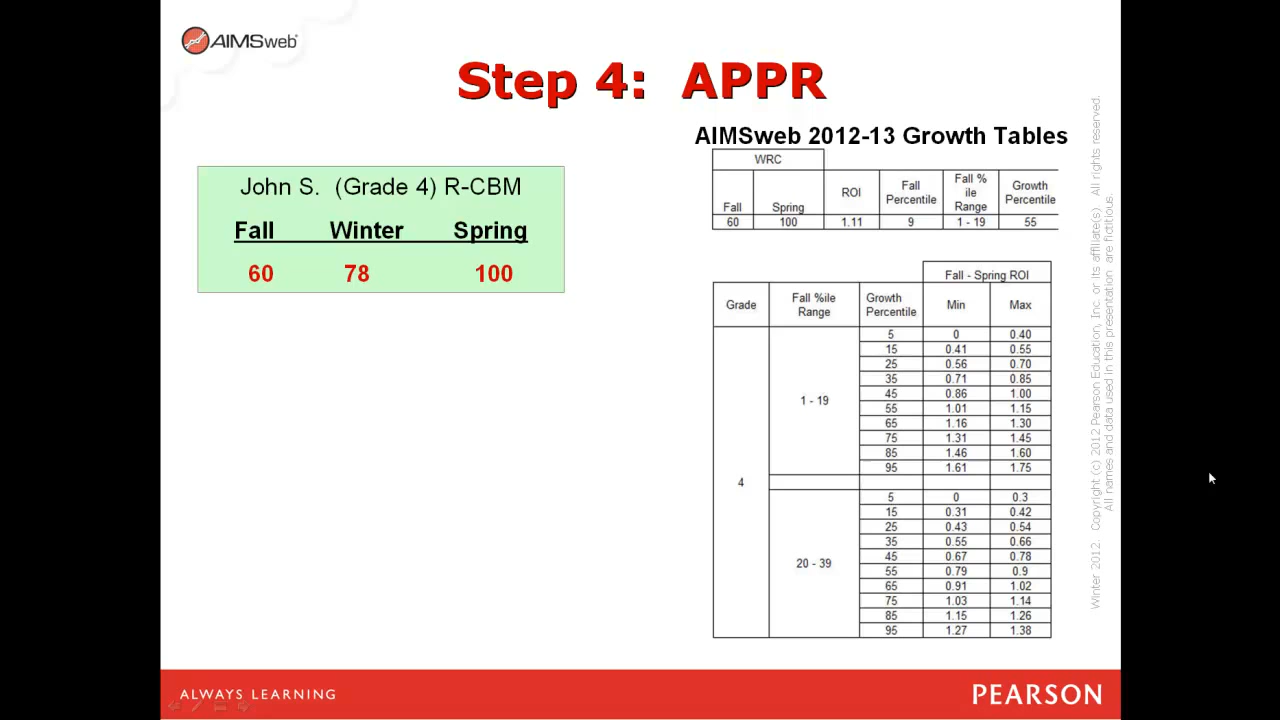 AIMSweb
Step 4: APPR
John S. (Grade 4) R-CBM
Fall Winter Spring
60 78 100
AIMSweb 2012-13 Growth Tables
WRC
Fall Spring ROI Fall Percentile Fall % ile Range Growth Percentile
60 100 1.11 9 1 - 19 55
Fall - Spring ROI
Grade Fall %ile Range Growth Percentile Min Max
4
1 - 19
5 0 0.40
15 0.41 0.55
25 0.56 0.70
35 0.71 0.85
45 0.86 1.00
55 1.01 1.15
65 1.16 1.30
75 1.31 1.45
85 1.46 1.60
95 1.61 1.75
20 - 39
5 0 0.3
15 0.31 0.42
25 0.43 0.54
35 0.55 0.66
45 0.67 0.78
55 0.79 0.9
65 0.91 1.02
75 1.03 1.14
85 1.15 1.26
95 1.27 1.38
Winter 2012. Copyright (c) 2012 Pearson Education, Inc. or its affiliate(s). All rights reserved.
All names and data used in this presentation are fictitious.
ALWAYS LEARNING
PEARSON